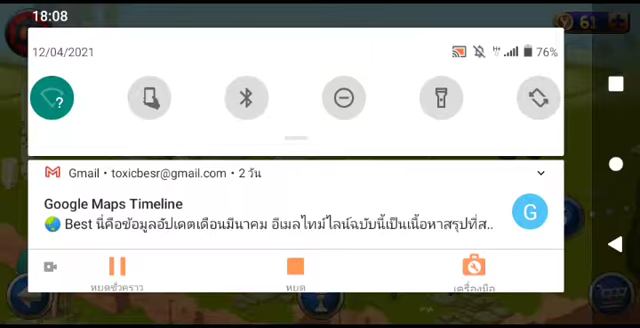 18:08
61
12/04/2021
76%
?
Gmail • toxicbesr@gmail.com • 2 วัน
Google Maps Timeline
Best นี่คือข้อมูลอัปเดตเดือนมีนาคม อีเมลไทม์ไลน์ฉบับนี้เป็นเนื้อหาสรุปที่ส..
G
หยุดชั่วคราว
หยุด
เครื่องมือ